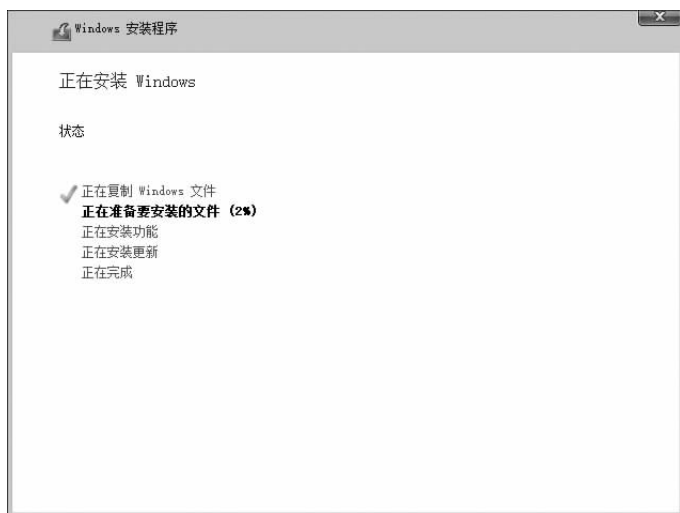 Windows 安装程序
正在安装 Windows
状态
正在复制 Windows 文件
正在准备要安装的文件 (2%)
正在安装功能
正在安装更新
正在完成